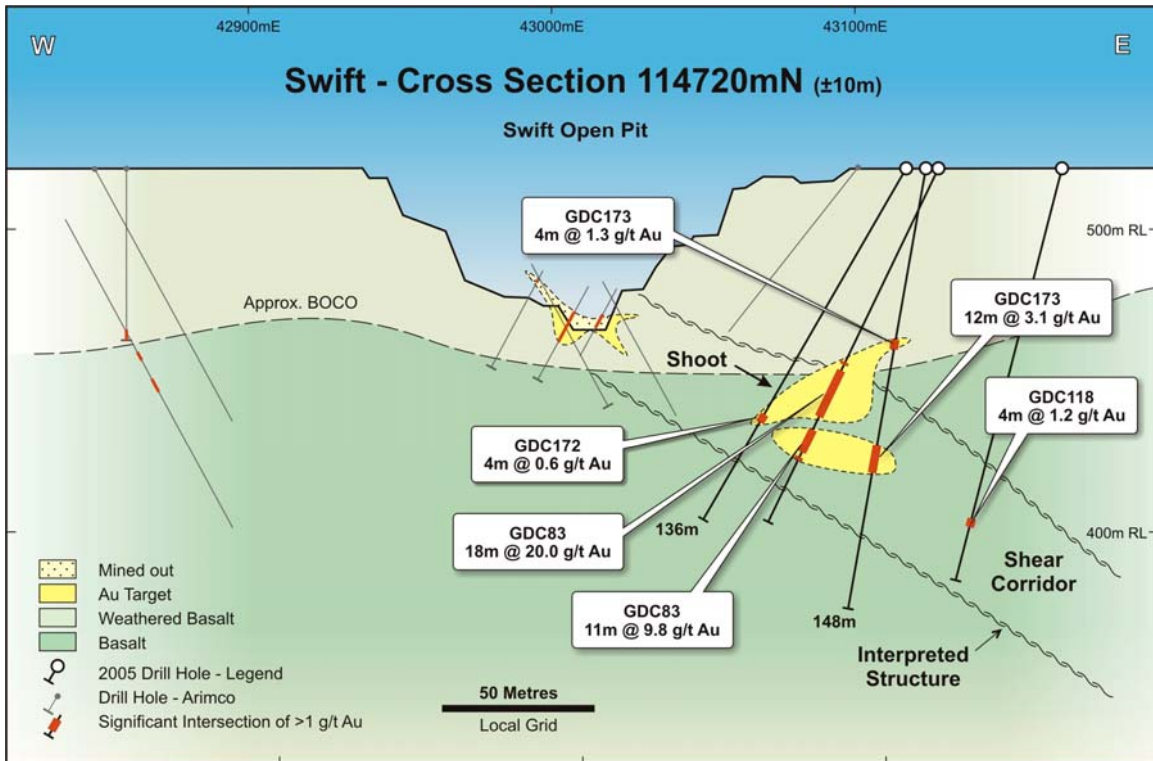 42900mE
43000mE
43100mE
W
E
Swift - Cross Section 114720mN (±10m)
Swift Open Pit
GDC173
4m @ 1.3 g/t Au
500m RL
Approx. BOCO
GDC173
12m @ 3.1 g/t Au
Shoot
GDC118
4m @ 1.2 g/t Au
GDC172
4m @ 0.6 g/t Au
136m
400m RL
GDC83
18m @ 20.0 g/t Au
Shear
Corridor
GDC83
11m @ 9.8 g/t Au
148m
Interpreted
Structure
Mined out
Au Target
Weathered Basalt
Basalt
2005 Drill Hole - Legend
Drill Hole - Arimco
Significant Intersection of >1 g/t Au
50 Metres
Local Grid